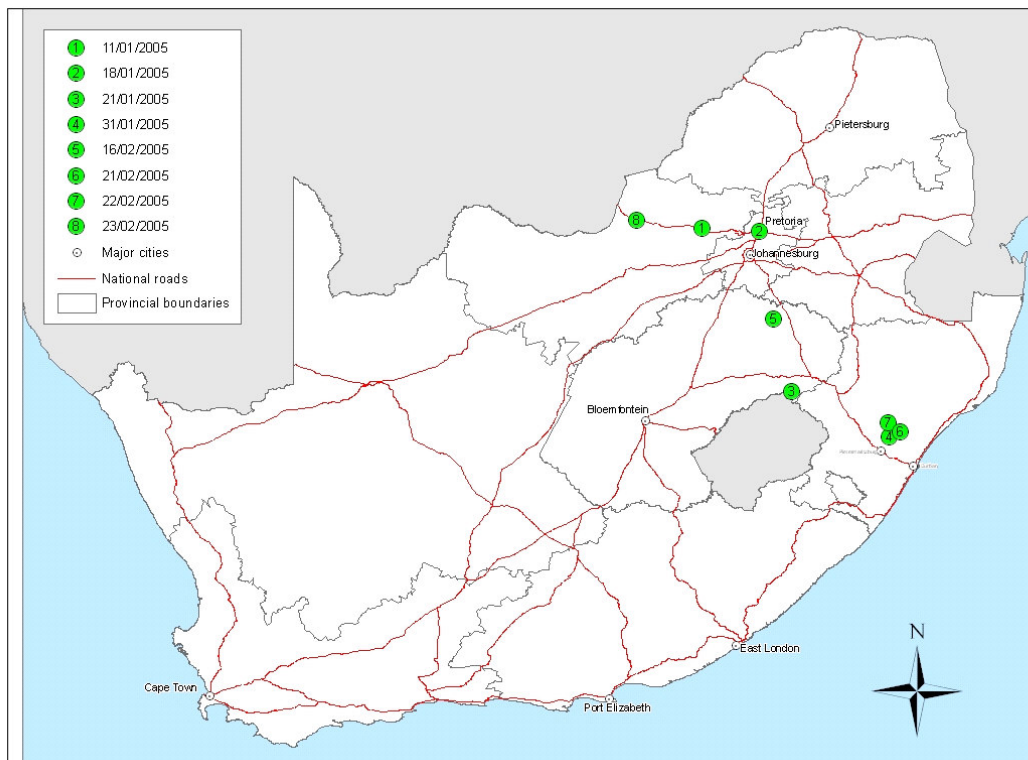 1 11/01/2005
2 18/01/2005
3 21/01/2005
4 31/01/2005
5 16/02/2005
6 21/02/2005
7 22/02/2005
8 23/02/2005
Major cities
National roads
Provincial boundaries
Pietersburg
8
1
2
Pretoria
Johannesburg
5
3
Bloemfontein
7
6
4
N
East London
Cape Town
Port Elizabeth